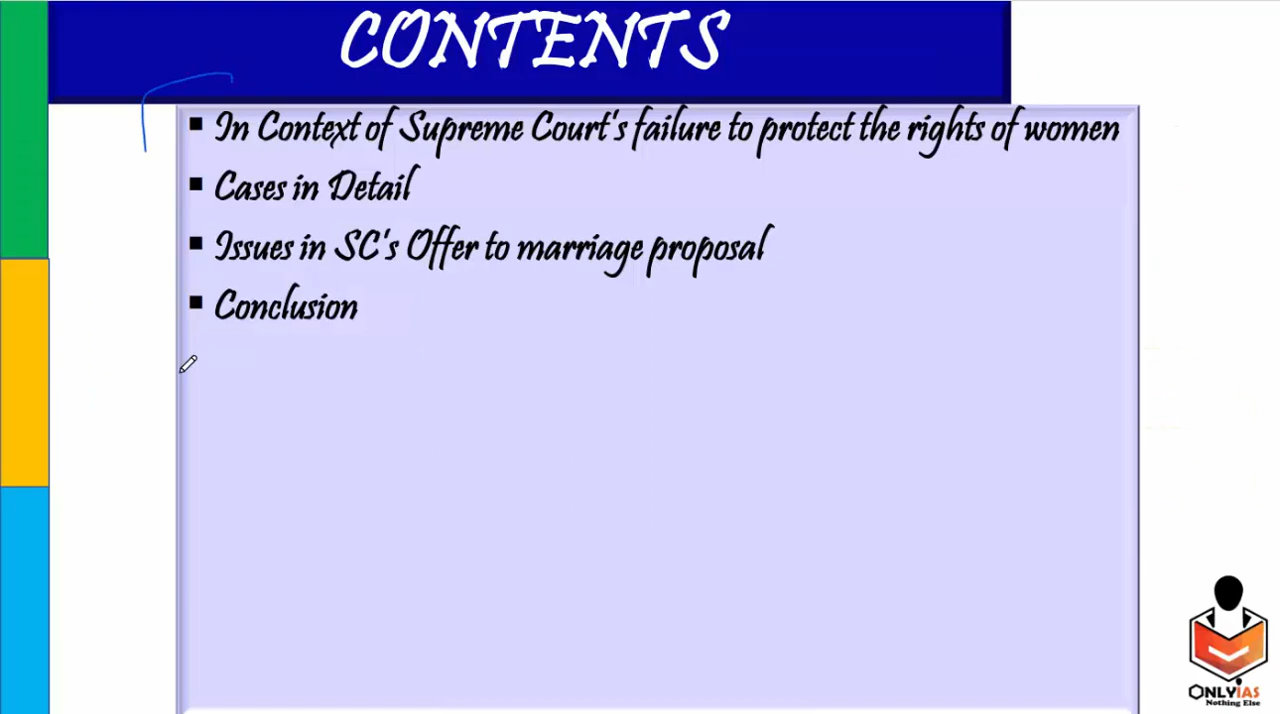 CONTENTS
In Context of Supreme Court's failure to protect the rights of women
Cases in Detail
Issues in SC's Offer to marriage proposal
Conclusion
ONLYIAS
Nothing Else